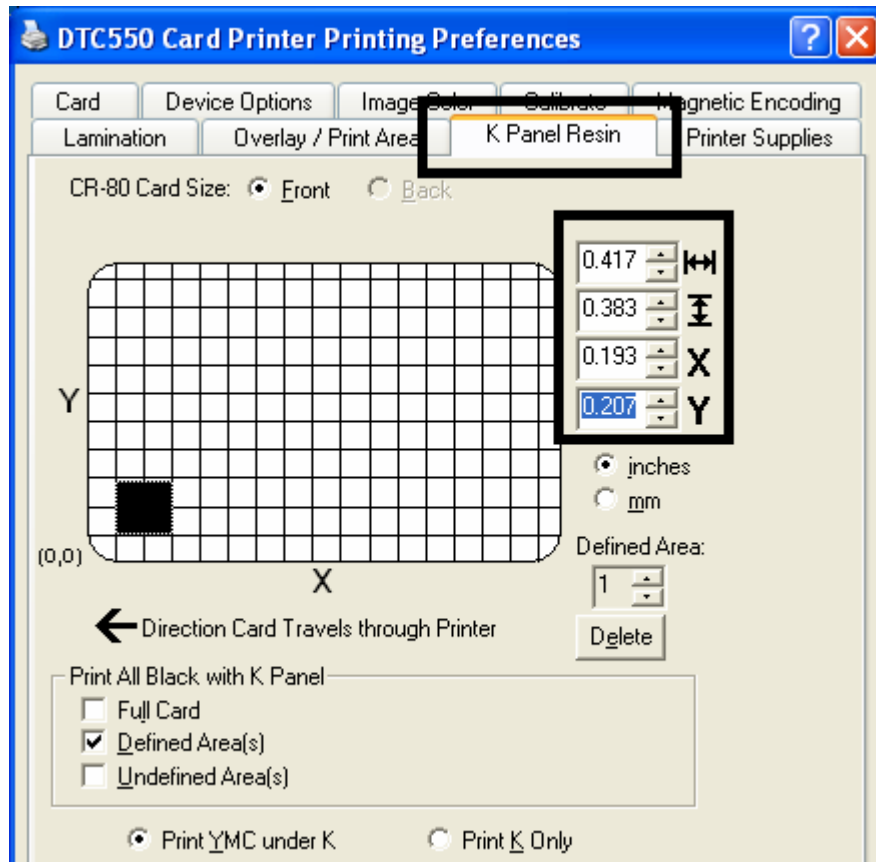 DTC550 Card Printer Printing Preferences
Card Device Options Image Color Calibrate Magnetic Encoding
Lamination Overlay / Print Area K Panel Resin Printer Supplies
CR-80 Card Size: Front Back
0.417
0.383
0.193 X
0.207 Y
Y
inches
mm
(0,0)
X
Defined Area:
1
Direction Card Travels through Printer
Delete
Print All Black with K Panel
Full Card
Defined Area(s)
Undefined Area(s)
Print YMC under K Print K Only